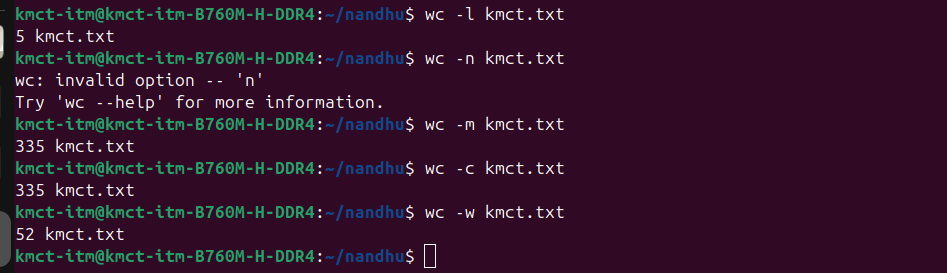 kmct-itm@kmct-itm-B760M-H-DDR4:~/nandhu$ wc -l kmct.txt
5 kmct.txt
kmct-itm@kmct-itm-B760M-H-DDR4:~/nandhu$ wc -n kmct.txt
wc: invalid option -- 'n'
Try 'wc --help' for more information.
kmct-itm@kmct-itm-B760M-H-DDR4:~/nandhu$ wc -m kmct.txt
335 kmct.txt
kmct-itm@kmct-itm-B760M-H-DDR4:~/nandhu$ wc -c kmct.txt
335 kmct.txt
kmct-itm@kmct-itm-B760M-H-DDR4:~/nandhu$ wc -w kmct.txt
52 kmct.txt
kmct-itm@kmct-itm-B760M-H-DDR4:~/nandhu$